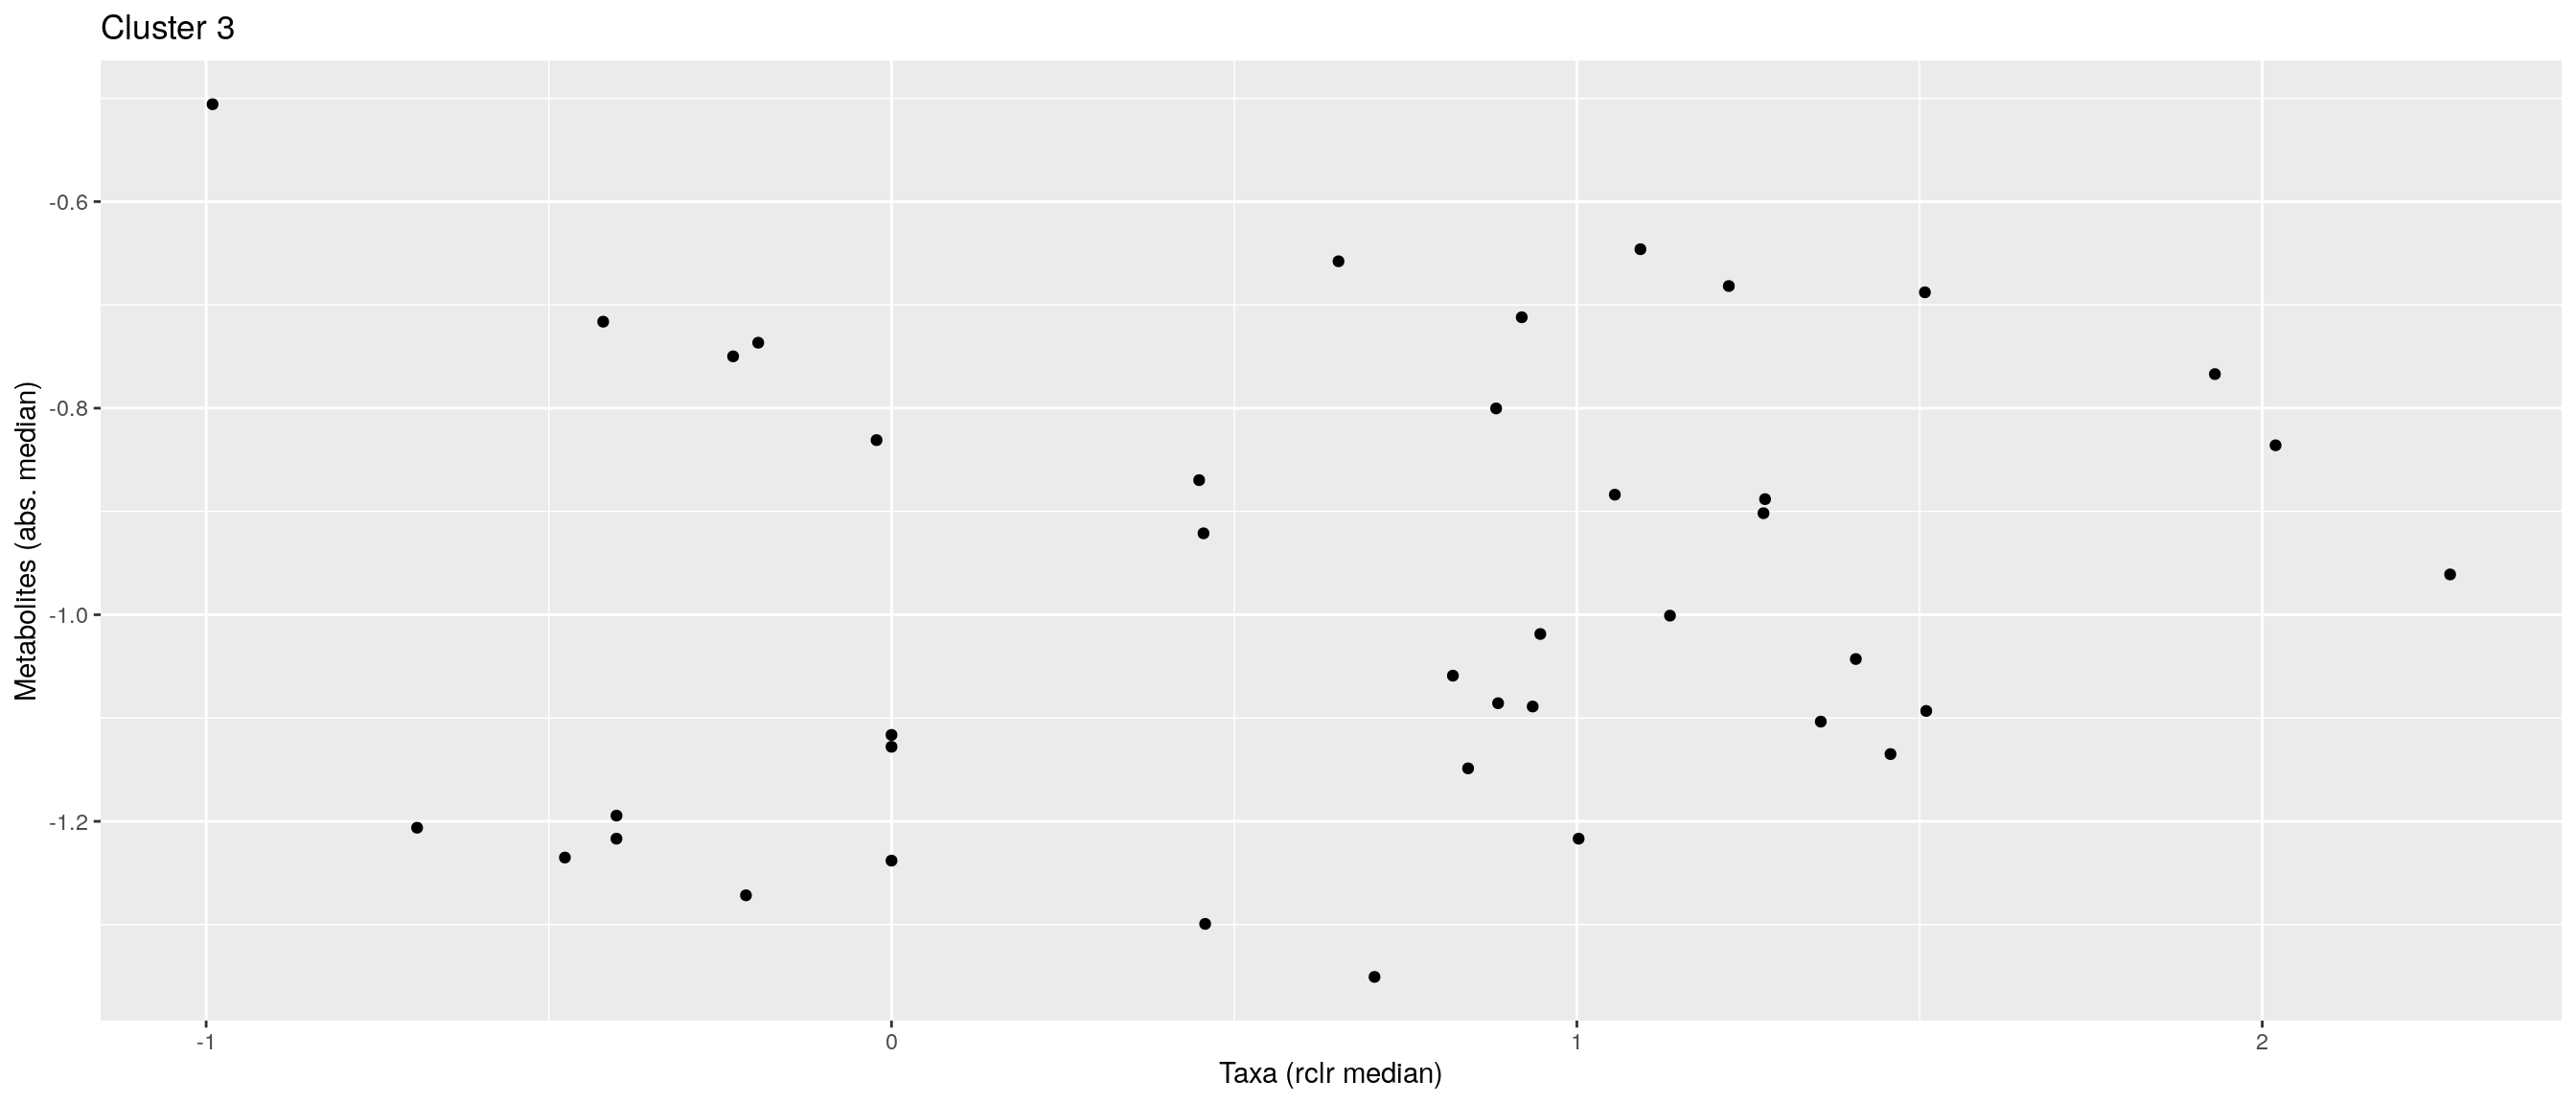 Cluster 3
-0.6
-0.8
-1.0
-1.2
Metabolites (abs. median)
-1
0
1
2
Taxa (rclr median)